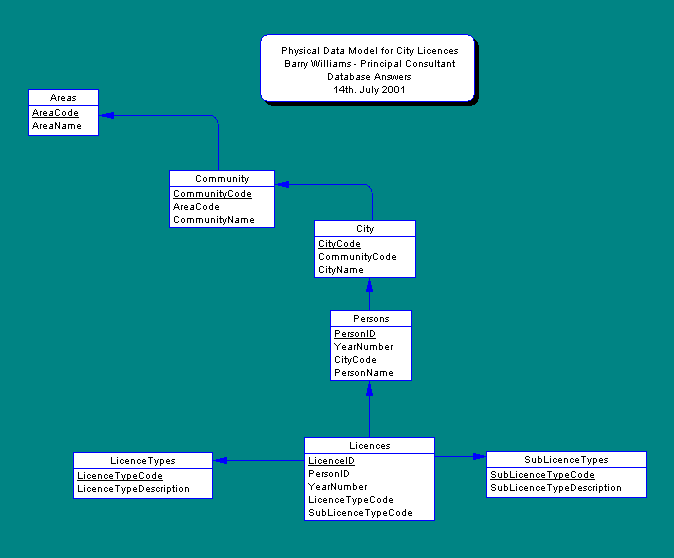 Physical Data Model for City Licences
Barry Williams - Principal Consultant
Database Answers
14th. July 2001
Areas
AreaCode
AreaName
Community
CommunityCode
AreaCode
CommunityName
City
CityCode
CommunityCode
CityName
Persons
PersonID
YearNumber
CityCode
PersonName
Licences
LicenceID
PersonID
YearNumber
LicenceTypeCode
SubLicenceTypeCode
LicenceTypes
LicenceTypeCode
LicenceTypeDescription
SubLicenceTypes
SubLicenceTypeCode
SubLicenceTypeDescription